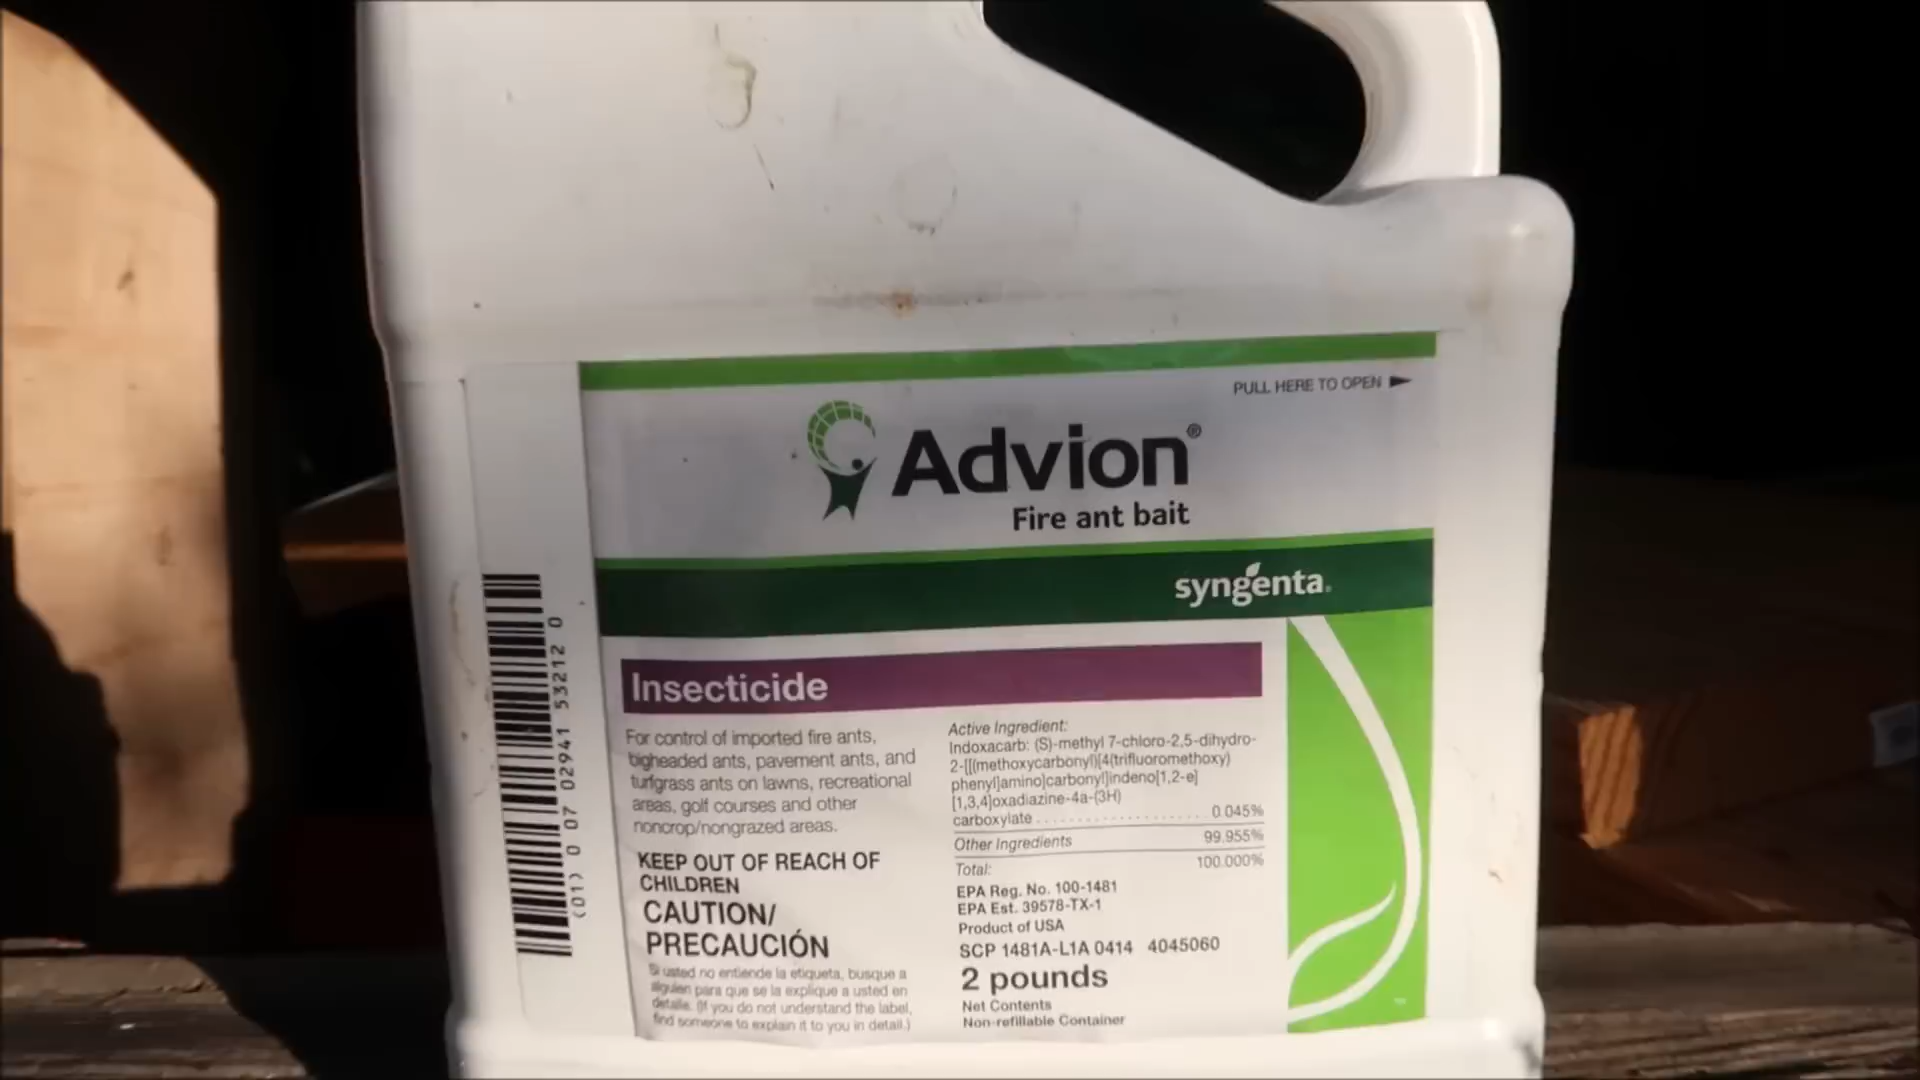 PULL HERE TO OPEN
Advion®
Fire ant bait
syngenta®
Insecticide
For control of imported fire ants,
bigheaded ants, pavement ants, and
turfgrass ants on lawns, recreational
areas, golf courses and other
noncrop/nongrazed areas.
KEEP OUT OF REACH OF
CHILDREN
CAUTION/
PRECAUCIÓN
Si usted no entiende la etiqueta, busque a
alguien para que se la explique a usted en
detalle. (If you do not understand the label,
find someone to explain it to you in detail.)
Active Ingredient:
Indoxacarb: (S)-methyl 7-chloro-2,5-dihydro-
2-[[(methoxycarbonyl)[4(trifluoromethoxy)
phenyl]amino]carbonyl]indeno[1,2-e]
[1,3,4]oxadiazine-4a-(3H)
carboxylate . . . . . . . . . . . . . . . . . . . . 0.045%
Other Ingredients 99.955%
Total: 100.000%
EPA Reg. No. 100-1481
EPA Est. 39578-TX-1
Product of USA
SCP 1481A-L1A 0414 4045060
2 pounds
Net Contents
Non-refillable Container
(01) 0 07 02941 53212 0